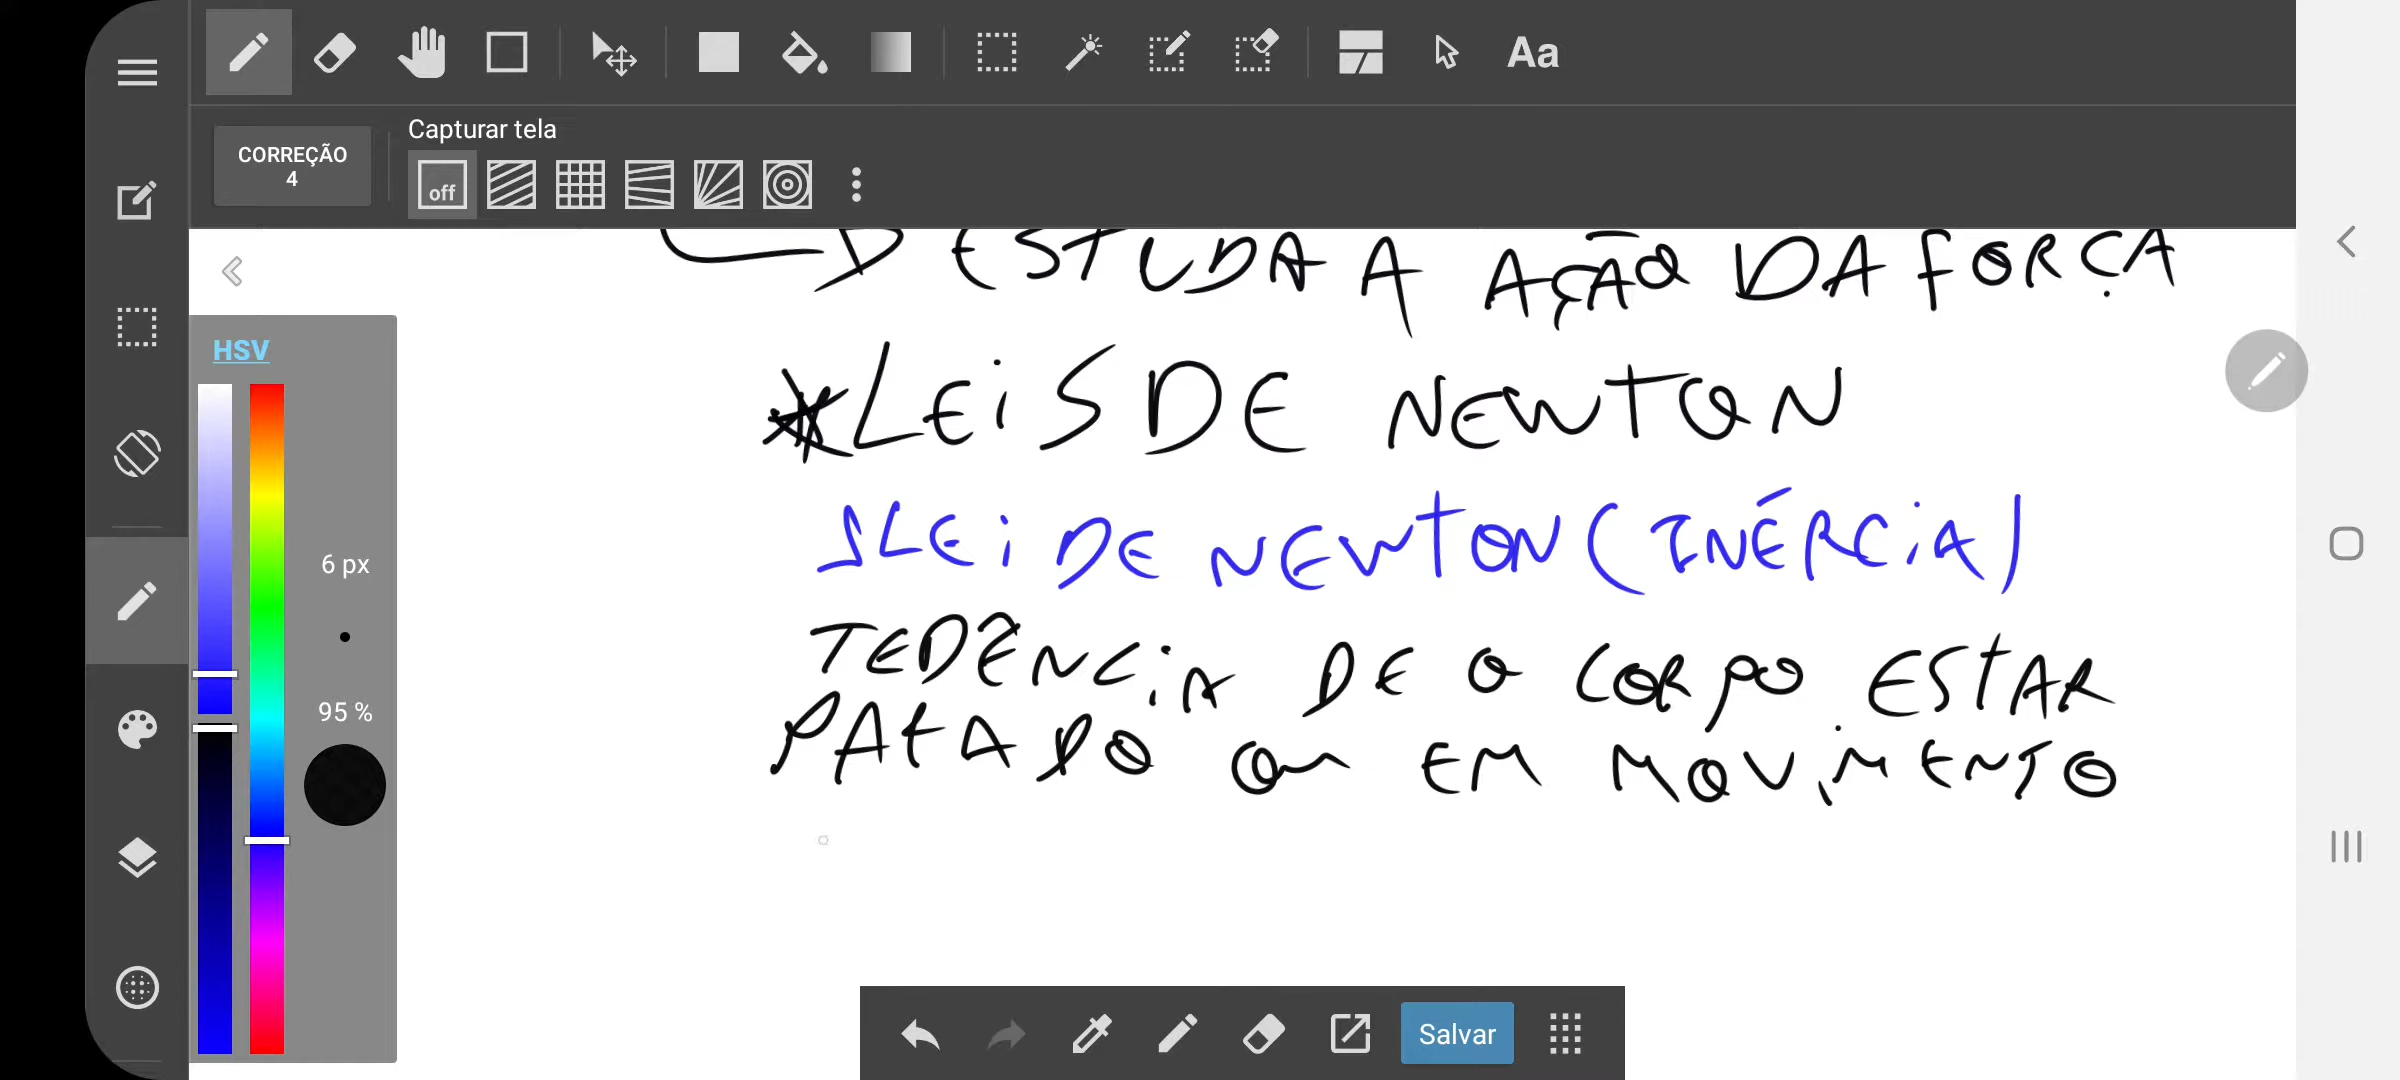 Aa
CORREÇÃO
4
Capturar tela
off
HSV
6 px
95 %
ESTUDA A AÇÃO DA FORÇA
*LEIS DE NEWTON
1 LEI DE NEWTON (INÉRCIA)
TEDÊNCIA DE O CORPO ESTAR
PARADO OU EM MOVIMENTO
Salvar